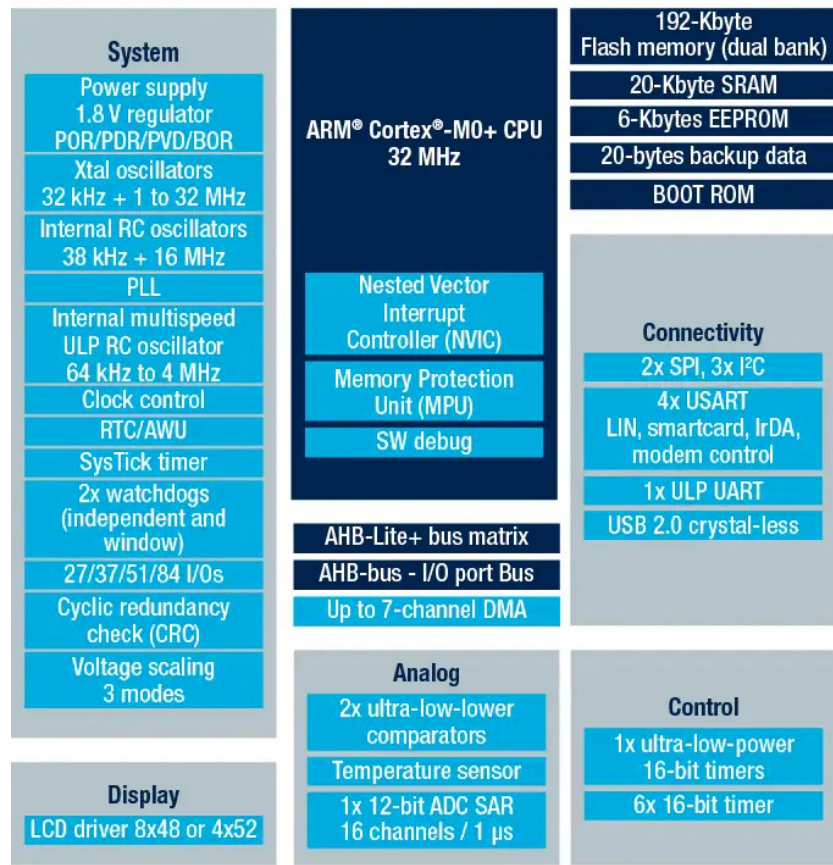 System
Power supply
1.8 V regulator
POR/PDR/PVD/BOR
Xtal oscillators
32 kHz + 1 to 32 MHz
Internal RC oscillators
38 kHz + 16 MHz
PLL
Internal multispeed
ULP RC oscillator
64 kHz to 4 MHz
Clock control
RTC/AWU
SysTick timer
2x watchdogs
(independent and
window)
27/37/51/84 I/Os
Cyclic redundancy
check (CRC)
Voltage scaling
3 modes
Display
LCD driver 8x48 or 4x52
ARM® Cortex®-M0+ CPU
32 MHz
Nested Vector
Interrupt
Controller (NVIC)
Memory Protection
Unit (MPU)
SW debug
AHB-Lite+ bus matrix
AHB-bus - I/O port Bus
Up to 7-channel DMA
Analog
2x ultra-low-lower
comparators
Temperature sensor
1x 12-bit ADC SAR
16 channels / 1 µs
192-Kbyte
Flash memory (dual bank)
20-Kbyte SRAM
6-Kbytes EEPROM
20-bytes backup data
BOOT ROM
Connectivity
2x SPI, 3x I²C
4x USART
LIN, smartcard, IrDA,
modem control
1x ULP UART
USB 2.0 crystal-less
Control
1x ultra-low-power
16-bit timers
6x 16-bit timer